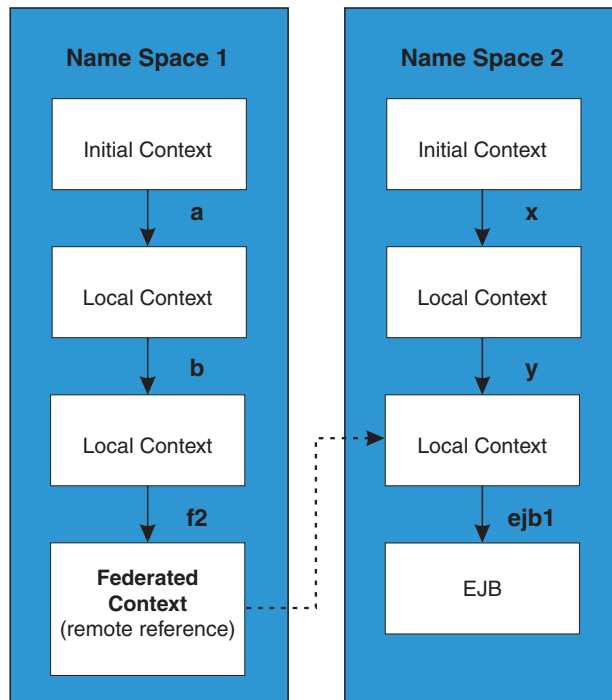 Name Space 1
Initial Context
a
Local Context
b
Local Context
f2
Federated
Context
(remote reference)
Name Space 2
Initial Context
x
Local Context
y
Local Context
ejb1
EJB